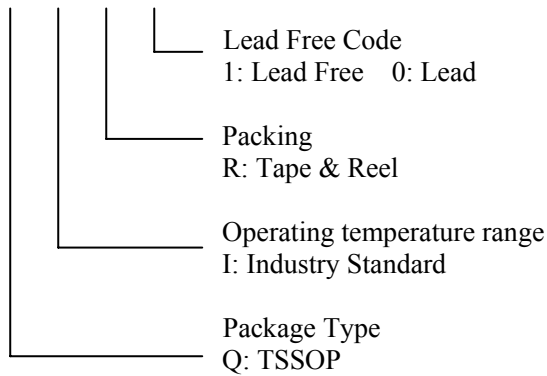 Lead Free Code
1: Lead Free 0: Lead
Packing
R: Tape & Reel
Operating temperature range
I: Industry Standard
Package Type
Q: TSSOP